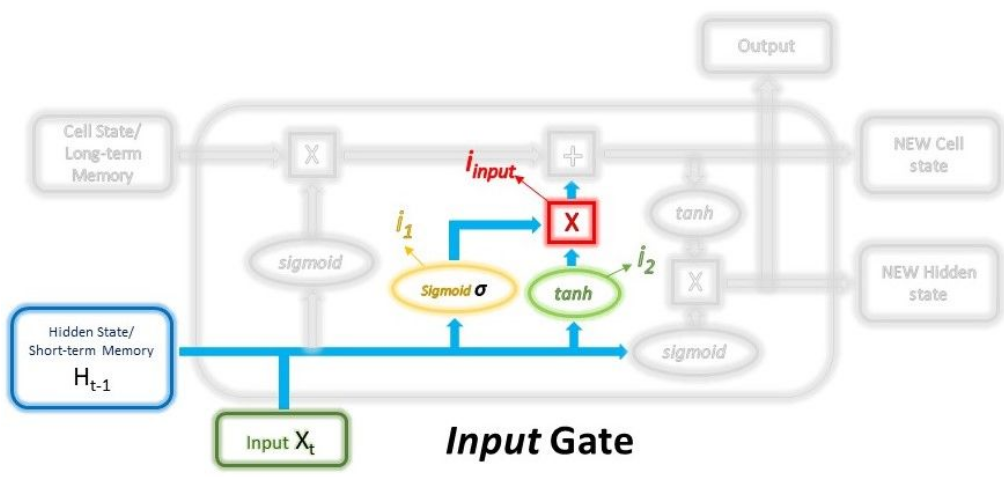 Output
Cell State/
Long-term
Memory
X
+
NEW Cell
state
i_input
X
tanh
i_1
sigmoid
Sigmoid σ
tanh
i_2
X
NEW Hidden
state
Hidden State/
Short-term Memory
H_t-1
sigmoid
Input X_t
Input Gate